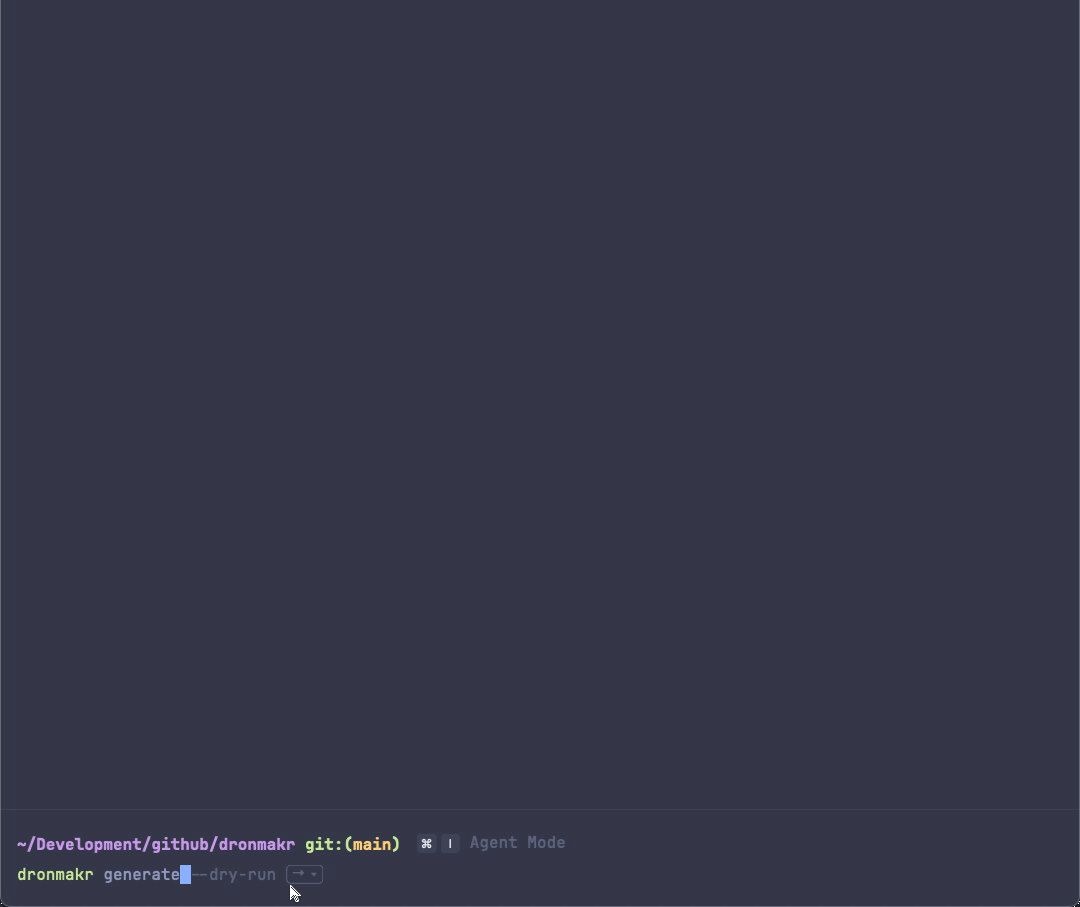 ~/Development/github/dronmakr git:(main) ⌘ I Agent Mode
dronmakr generate --dry-run →